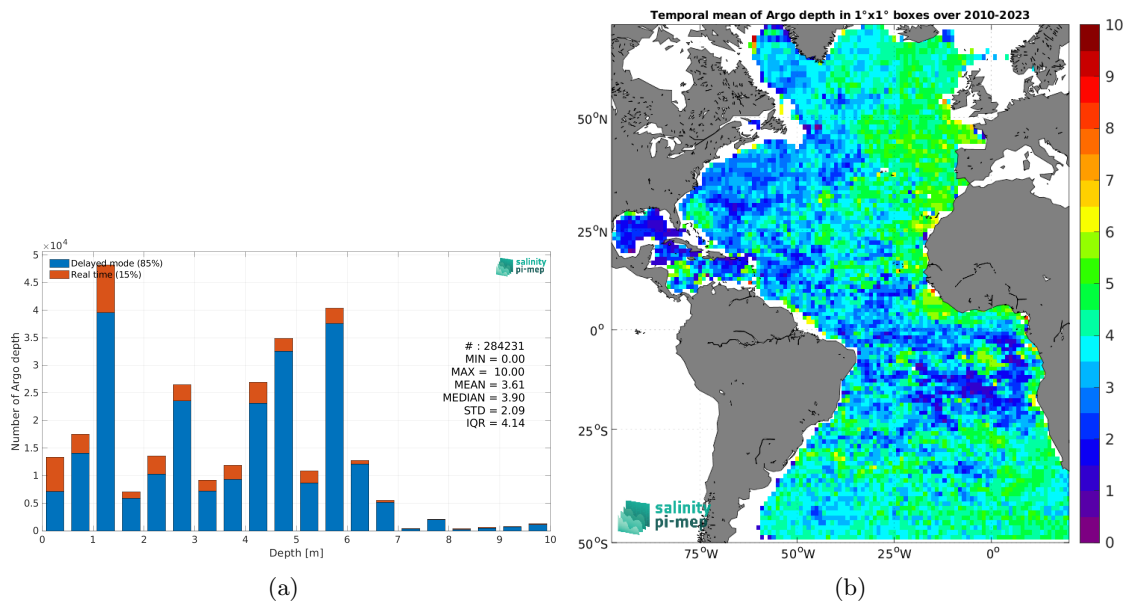 ×10⁴
5
4.5
4
3.5
3
2.5
2
1.5
1
0.5
0
Number of Argo depth
Delayed mode (85%)
Real time (15%)
salinity
pi-mep
# : 284231
MIN = 0.00
MAX = 10.00
MEAN = 3.61
MEDIAN = 3.90
STD = 2.09
IQR = 4.14
0 1 2 3 4 5 6 7 8 9 10
Depth [m]
(a)
Temporal mean of Argo depth in 1°x1° boxes over 2010-2023
50°N
25°N
0°
25°S
50°S
75°W 50°W 25°W 0°
salinity
pi-mep
10
9
8
7
6
5
4
3
2
1
0
(b)